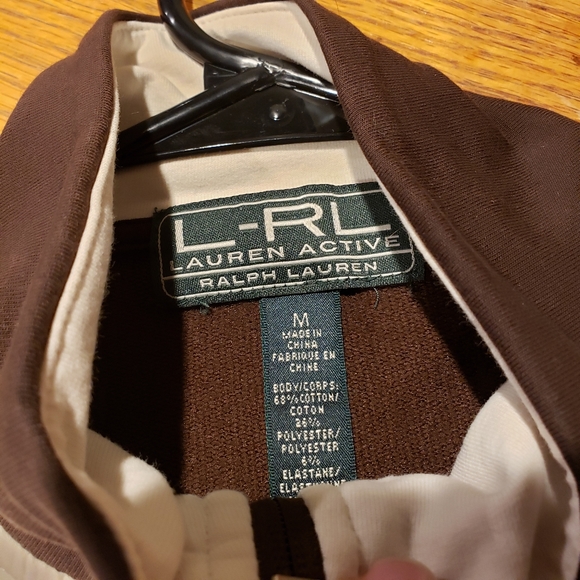 L-RL
LAUREN ACTIVE
RALPH LAUREN
M
MADE IN
CHINA
FABRIQUE EN
CHINE
BODY/CORPS:
68% COTTON/
COTON
26%
POLYESTER/
POLYESTER
6%
ELASTANE/